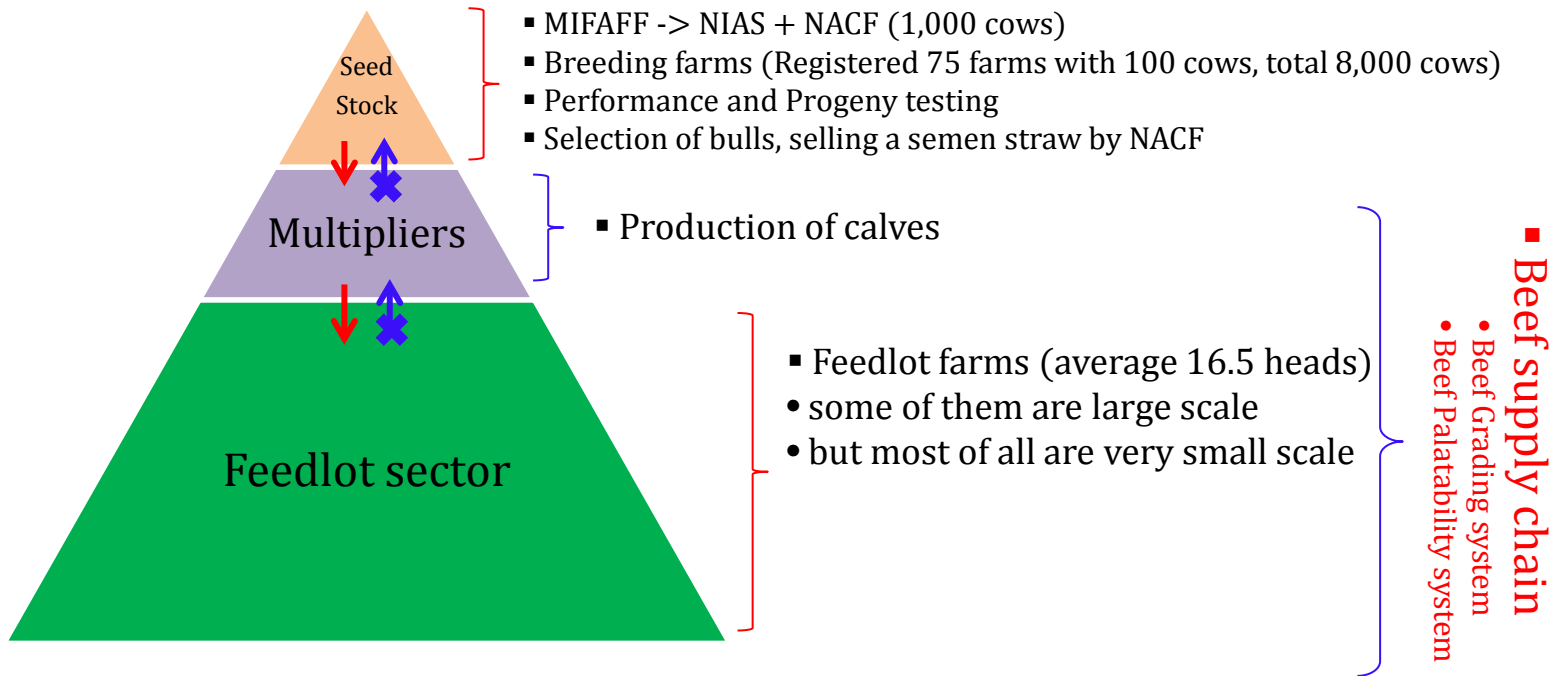 Seed
Stock
▪ MIFAFF -> NIAS + NACF (1,000 cows)
▪ Breeding farms (Registered 75 farms with 100 cows, total 8,000 cows)
▪ Performance and Progeny testing
▪ Selection of bulls, selling a semen straw by NACF
Multipliers
▪ Production of calves
Feedlot sector
▪ Feedlot farms (average 16.5 heads)
• some of them are large scale
• but most of all are very small scale
▪ Beef supply chain
• Beef Grading system
• Beef Palatability system